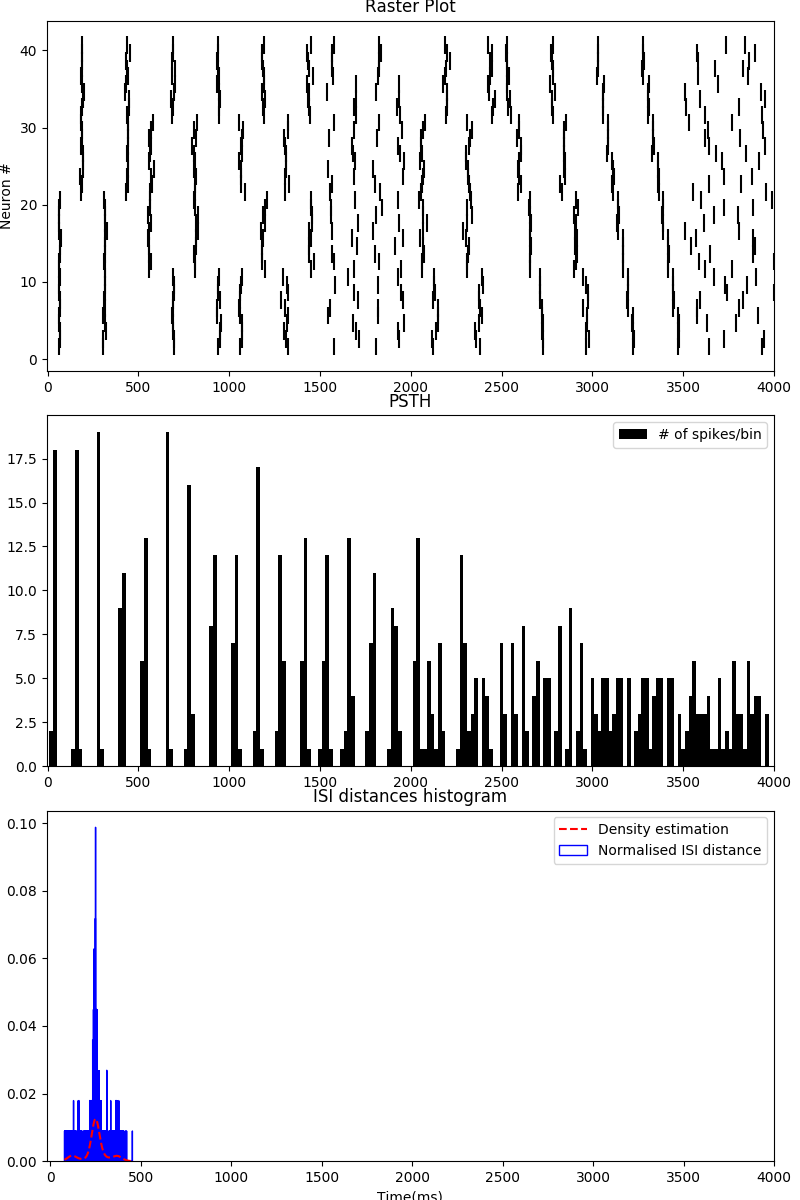 Raster Plot
40
30
20
10
0
Neuron #
0 500 1000 1500 2000 2500 3000 3500 4000
PSTH
# of spikes/bin
17.5
15.0
12.5
10.0
7.5
5.0
2.5
0.0
0 500 1000 1500 2000 2500 3000 3500 4000
ISI distances histogram
Density estimation
Normalised ISI distance
0.10
0.08
0.06
0.04
0.02
0.00
0 500 1000 1500 2000 2500 3000 3500 4000
Time(ms)